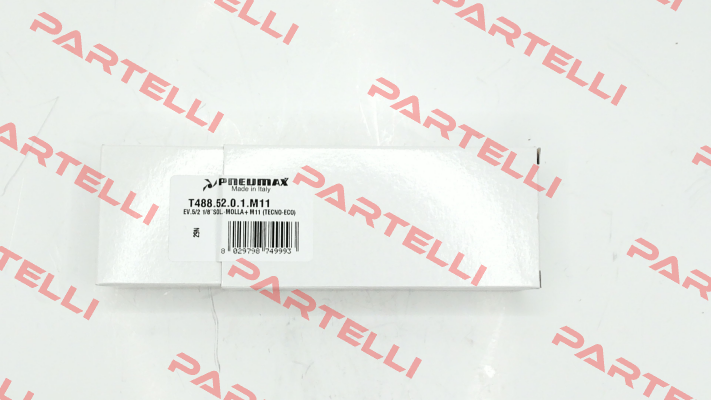 PNEUMAX
Made in Italy
T488.52.0.1.M11
EV.5/2 1/8" SOL-MOLLA+ M11 (TECNO-ECO)
25N
8 029798 749993
PARTELLI
PARTELLI
PARTELLI
PARTELLI
PARTELLI
PARTELLI
PARTELLI
PARTELLI
PARTELLI
PARTELLI